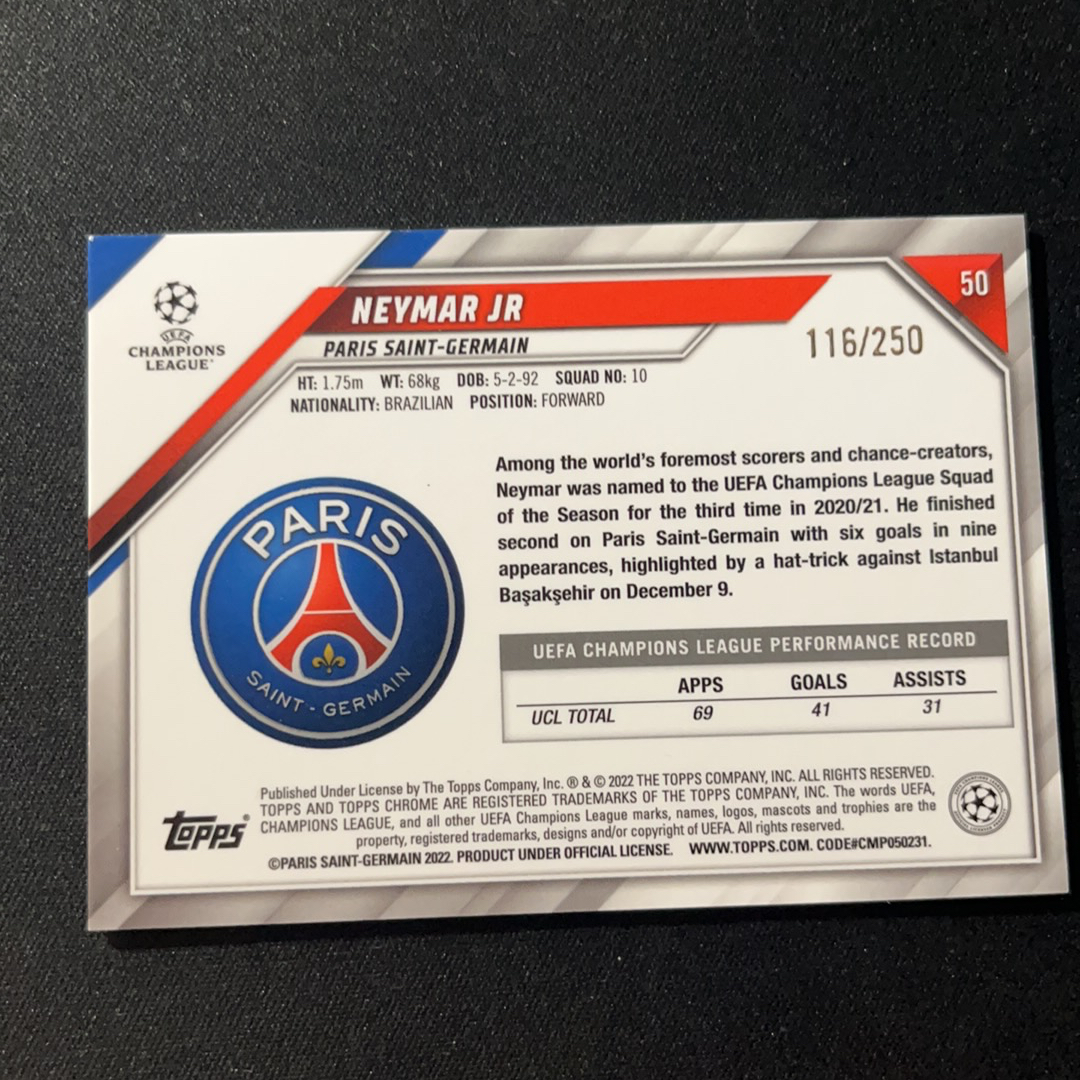 UEFA
CHAMPIONS
LEAGUE®
NEYMAR JR
50
PARIS SAINT-GERMAIN
116/250
HT: 1.75m WT: 68kg DOB: 5-2-92 SQUAD NO: 10
NATIONALITY: BRAZILIAN POSITION: FORWARD
Among the world's foremost scorers and chance-creators,
Neymar was named to the UEFA Champions League Squad
of the Season for the third time in 2020/21. He finished
second on Paris Saint-Germain with six goals in nine
appearances, highlighted by a hat-trick against Istanbul
Başakşehir on December 9.
PARIS
SAINT - GERMAIN
UEFA CHAMPIONS LEAGUE PERFORMANCE RECORD
APPS GOALS ASSISTS
UCL TOTAL 69 41 31
topps®
Published Under License by The Topps Company, Inc. ® & © 2022 THE TOPPS COMPANY, INC. ALL RIGHTS RESERVED.
TOPPS AND TOPPS CHROME ARE REGISTERED TRADEMARKS OF THE TOPPS COMPANY, INC. The words UEFA,
CHAMPIONS LEAGUE, and all other UEFA Champions League marks, names, logos, mascots and trophies are the
property, registered trademarks, designs and/or copyright of UEFA. All rights reserved.
©PARIS SAINT-GERMAIN 2022. PRODUCT UNDER OFFICIAL LICENSE. WWW.TOPPS.COM. CODE#CMP050231.